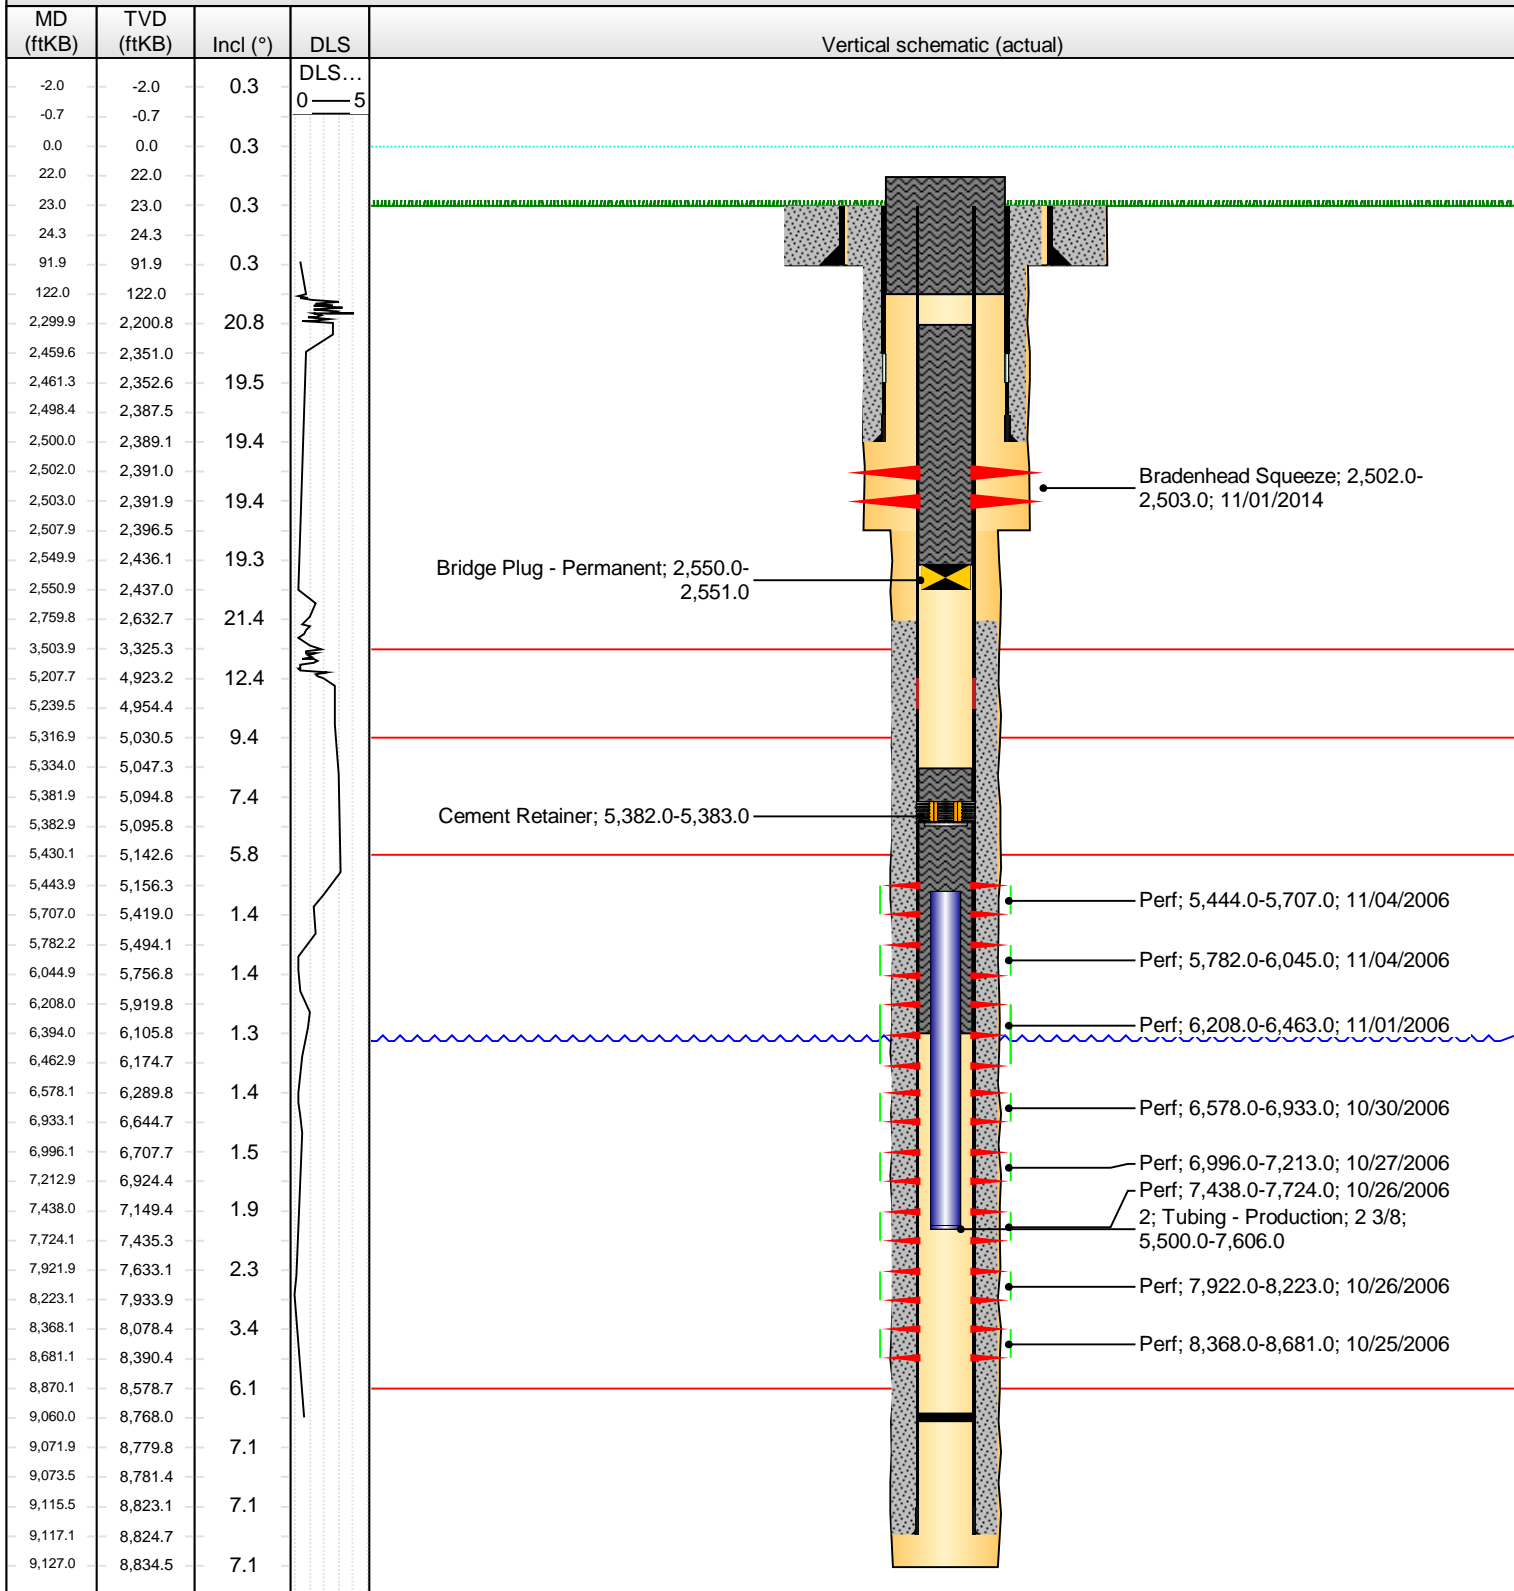 MD (ftKB) TVD (ftKB) Incl (°) DLS Vertical schematic (actual)
DLS...
0 5
-2.0 -2.0 0.3
-0.7 -0.7
0.0 0.0 0.3
22.0 22.0
23.0 23.0 0.3
24.3 24.3
91.9 91.9 0.3
122.0 122.0
2,299.9 2,200.8 20.8
2,459.6 2,351.0
2,461.3 2,352.6 19.5
2,498.4 2,387.5
2,500.0 2,389.1 19.4
2,502.0 2,391.0
2,503.0 2,391.9 19.4
2,507.9 2,396.5
2,549.9 2,436.1 19.3
2,550.9 2,437.0
2,759.8 2,632.7 21.4
3,503.9 3,325.3
5,207.7 4,923.2 12.4
5,239.5 4,954.4
5,316.9 5,030.5 9.4
5,334.0 5,047.3
5,381.9 5,094.8 7.4
5,382.9 5,095.8
5,430.1 5,142.6 5.8
5,443.9 5,156.3
5,707.0 5,419.0 1.4
5,782.2 5,494.1
6,044.9 5,756.8 1.4
6,208.0 5,919.8
6,394.0 6,105.8 1.3
6,462.9 6,174.7
6,578.1 6,289.8 1.4
6,933.1 6,644.7
6,996.1 6,707.7 1.5
7,212.9 6,924.4
7,438.0 7,149.4 1.9
7,724.1 7,435.3
7,921.9 7,633.1 2.3
8,223.1 7,933.9
8,368.1 8,078.4 3.4
8,681.1 8,390.4
8,870.1 8,578.7 6.1
9,060.0 8,768.0
9,071.9 8,779.8 7.1
9,073.5 8,781.4
9,115.5 8,823.1 7.1
9,117.1 8,824.7
9,127.0 8,834.5 7.1
Bradenhead Squeeze; 2,502.0-
2,503.0; 11/01/2014
Bridge Plug - Permanent; 2,550.0-
2,551.0
Cement Retainer; 5,382.0-5,383.0
Perf; 5,444.0-5,707.0; 11/04/2006
Perf; 5,782.0-6,045.0; 11/04/2006
Perf; 6,208.0-6,463.0; 11/01/2006
Perf; 6,578.0-6,933.0; 10/30/2006
Perf; 6,996.0-7,213.0; 10/27/2006
Perf; 7,438.0-7,724.0; 10/26/2006
2; Tubing - Production; 2 3/8;
5,500.0-7,606.0
Perf; 7,922.0-8,223.0; 10/26/2006
Perf; 8,368.0-8,681.0; 10/25/2006